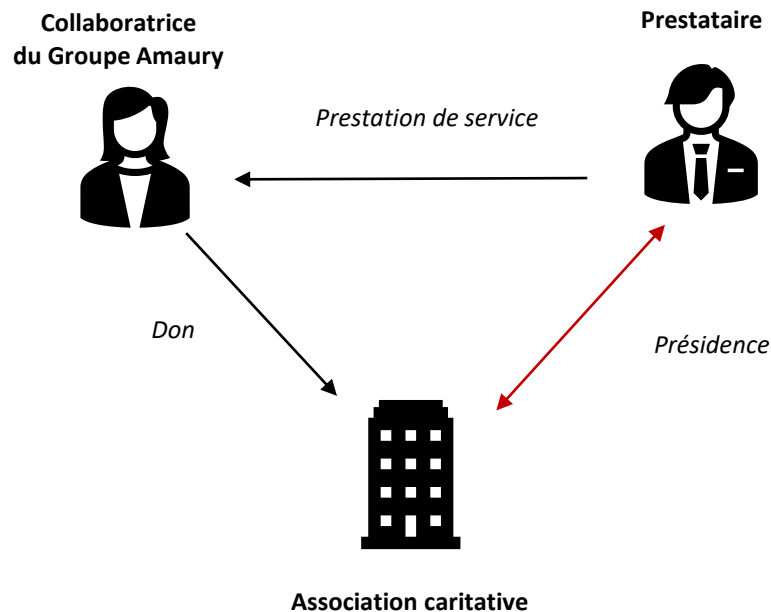 Collaboratrice
du Groupe Amaury
Prestataire
Prestation de service
Don
Présidence
Association caritative